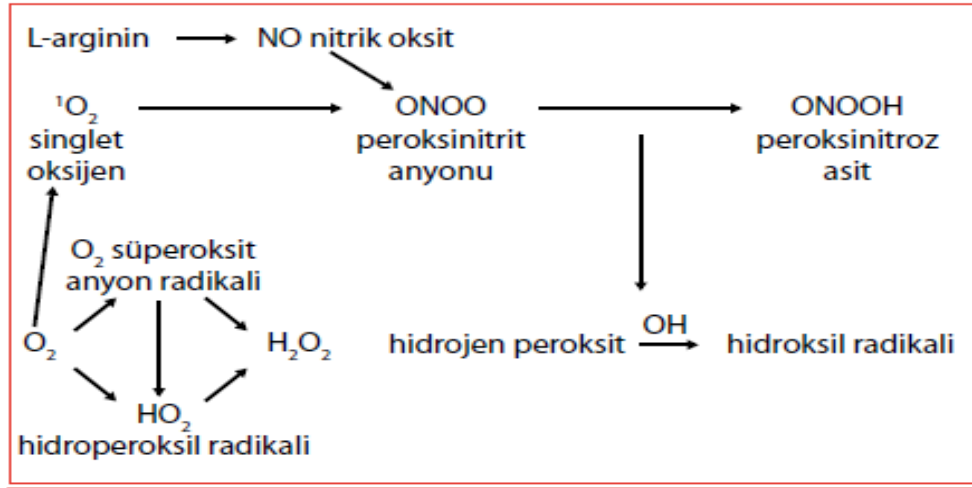 L-arginin NO nitrik oksit
¹O₂ ONOO ONOOH
singlet peroksinitrit peroksinitroz
oksijen anyonu asit
O₂ süperoksit
anyon radikali
O₂ H₂O₂ hidrojen peroksit OH hidroksil radikali
HO₂
hidroperoksil radikali